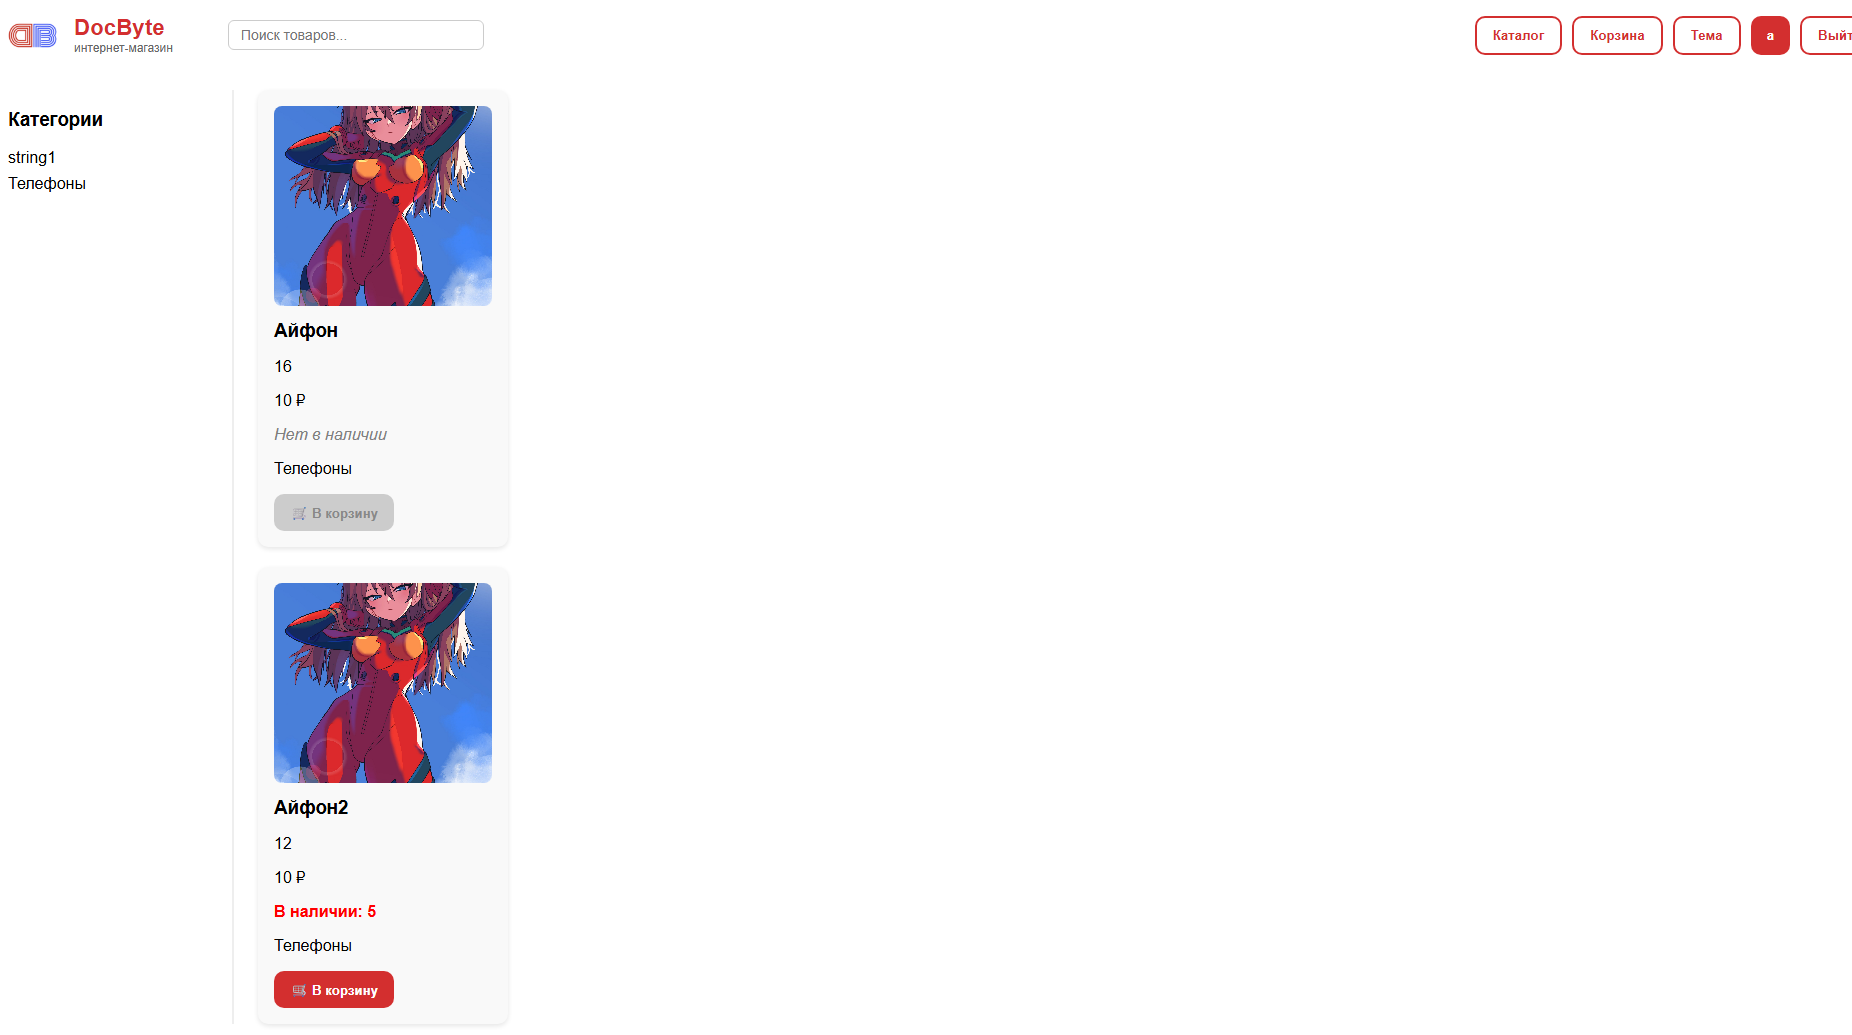 DB
DocByte
интернет-магазин
Поиск товаров...
Каталог
Корзина
Тема
a
Выйт
Категории
string1
Телефоны
Айфон
16
10 ₽
Нет в наличии
Телефоны
🛒 В корзину
Айфон2
12
10 ₽
В наличии: 5
Телефоны
🛒 В корзину